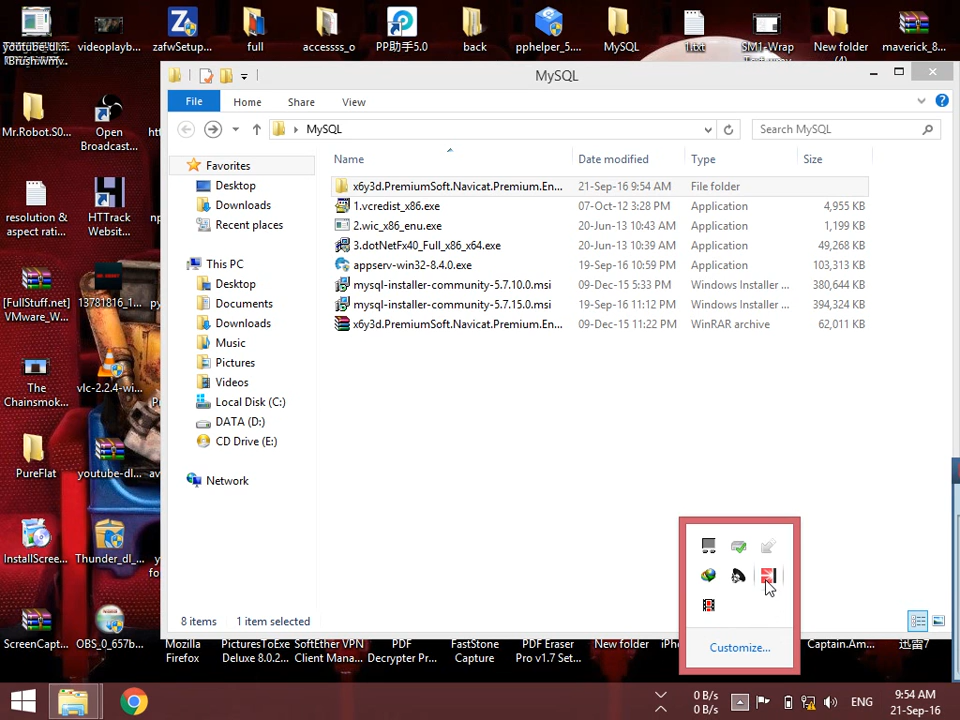 youtube-dl....
videoplayb...
zafwSetup...
full
accessss_o
PP助手5.0
back
pphelper_5....
MySQL
1.txt
SM1-Wrap
New folder
(4)
maverick_8...
MySQL
File
Home
Share
View
MySQL
Search MySQL
Name
Date modified
Type
Size
Favorites
Desktop
Downloads
Recent places
This PC
Desktop
Documents
Downloads
Music
Pictures
Videos
Local Disk (C:)
DATA (D:)
CD Drive (E:)
Network
x6y3d.PremiumSoft.Navicat.Premium.En... 21-Sep-16 9:54 AM File folder
1.vcredist_x86.exe 07-Oct-12 3:28 PM Application 4,955 KB
2.wic_x86_enu.exe 20-Jun-13 10:43 AM Application 1,199 KB
3.dotNetFx40_Full_x86_x64.exe 20-Jun-13 10:39 AM Application 49,268 KB
appserv-win32-8.4.0.exe 19-Sep-16 10:59 PM Application 103,313 KB
mysql-installer-community-5.7.10.0.msi 09-Dec-15 5:33 PM Windows Installer ... 380,644 KB
mysql-installer-community-5.7.15.0.msi 19-Sep-16 11:12 PM Windows Installer ... 394,324 KB
x6y3d.PremiumSoft.Navicat.Premium.En... 09-Dec-15 11:22 PM WinRAR archive 62,011 KB
8 items 1 item selected
Customize...
Mr.Robot.S0...
Open
Broadcast...
resolution &
aspect rati...
HTTrack
Websit...
[FullStuff.net]
VMware_W...
13781816_1...
The
Chainsmok...
vlc-2.2.4-wi...
PureFlat
youtube-dl...
InstallScree...
Thunder_dl_...
ScreenCapt...
OBS_0_657b...
Mozilla
Firefox
PicturesToExe
Deluxe 8.0.2...
SoftEther VPN
Client Mana...
PDF
Decrypter Pr...
FastStone
Capture
PDF Eraser
Pro v1.7 Set...
New folder
Captain.Am...
迅雷7
0 B/s
0 B/s
ENG
9:54 AM
21-Sep-16